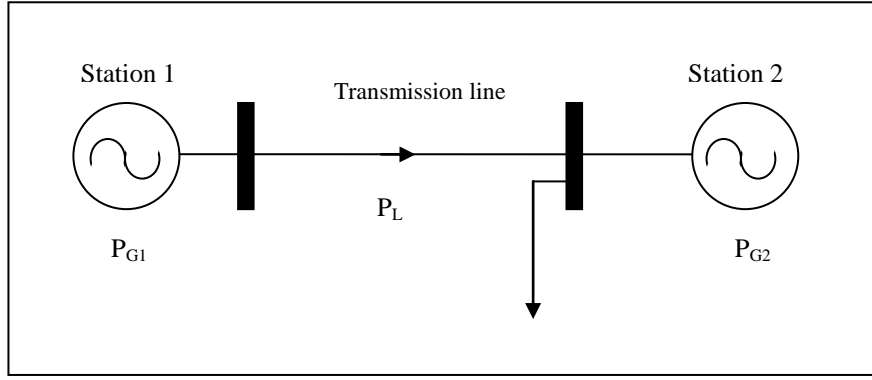 Station 1
Station 2
Transmission line
P_L
P_G1
P_G2